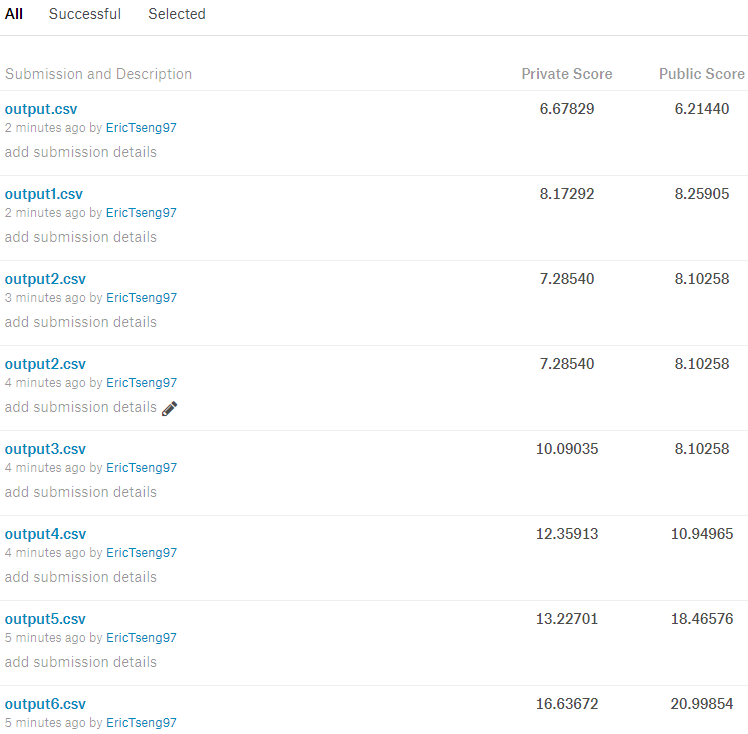 All Successful Selected
Submission and Description Private Score Public Score
output.csv 6.67829 6.21440
2 minutes ago by EricTseng97
add submission details
output1.csv 8.17292 8.25905
2 minutes ago by EricTseng97
add submission details
output2.csv 7.28540 8.10258
3 minutes ago by EricTseng97
add submission details
output2.csv 7.28540 8.10258
4 minutes ago by EricTseng97
add submission details
output3.csv 10.09035 8.10258
4 minutes ago by EricTseng97
add submission details
output4.csv 12.35913 10.94965
4 minutes ago by EricTseng97
add submission details
output5.csv 13.22701 18.46576
5 minutes ago by EricTseng97
add submission details
output6.csv 16.63672 20.99854
5 minutes ago by EricTseng97